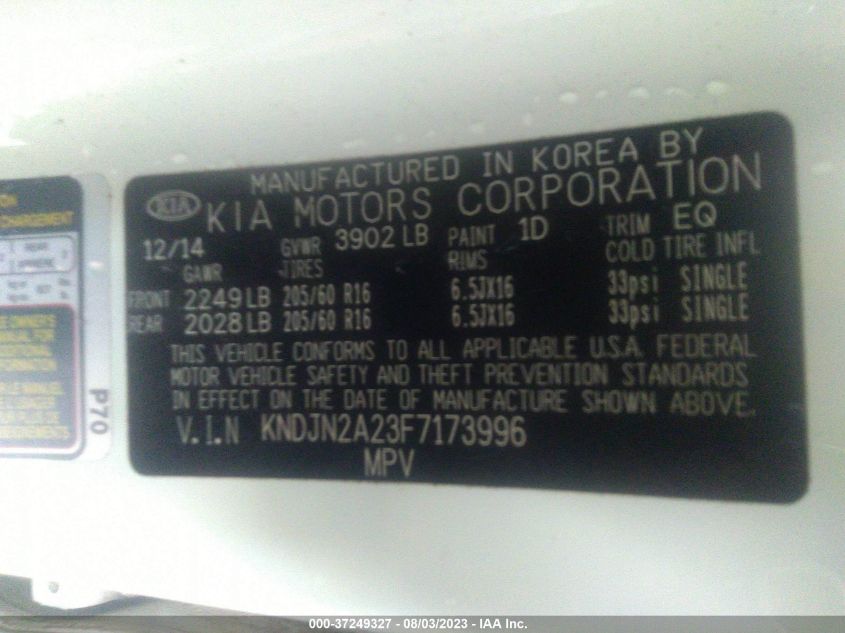 MANUFACTURED IN KOREA BY
KIA KIA MOTORS CORPORATION
12/14 GVWR 3902 LB PAINT 1D TRIM EQ
GAWR TIRES RIMS COLD TIRE INFL
FRONT 2249 LB 205/60 R16 6.5JX16 33psi SINGLE
REAR 2028 LB 205/60 R16 6.5JX16 33psi SINGLE
THIS VEHICLE CONFORMS TO ALL APPLICABLE U.S.A. FEDERAL
MOTOR VEHICLE SAFETY AND THEFT PREVENTION STANDARDS
IN EFFECT ON THE DATE OF MANUFACTURE SHOWN ABOVE.
V.I.N KNDJN2A23F7173996
MPV
P70
000-37249327 - 08/03/2023 - IAA Inc.